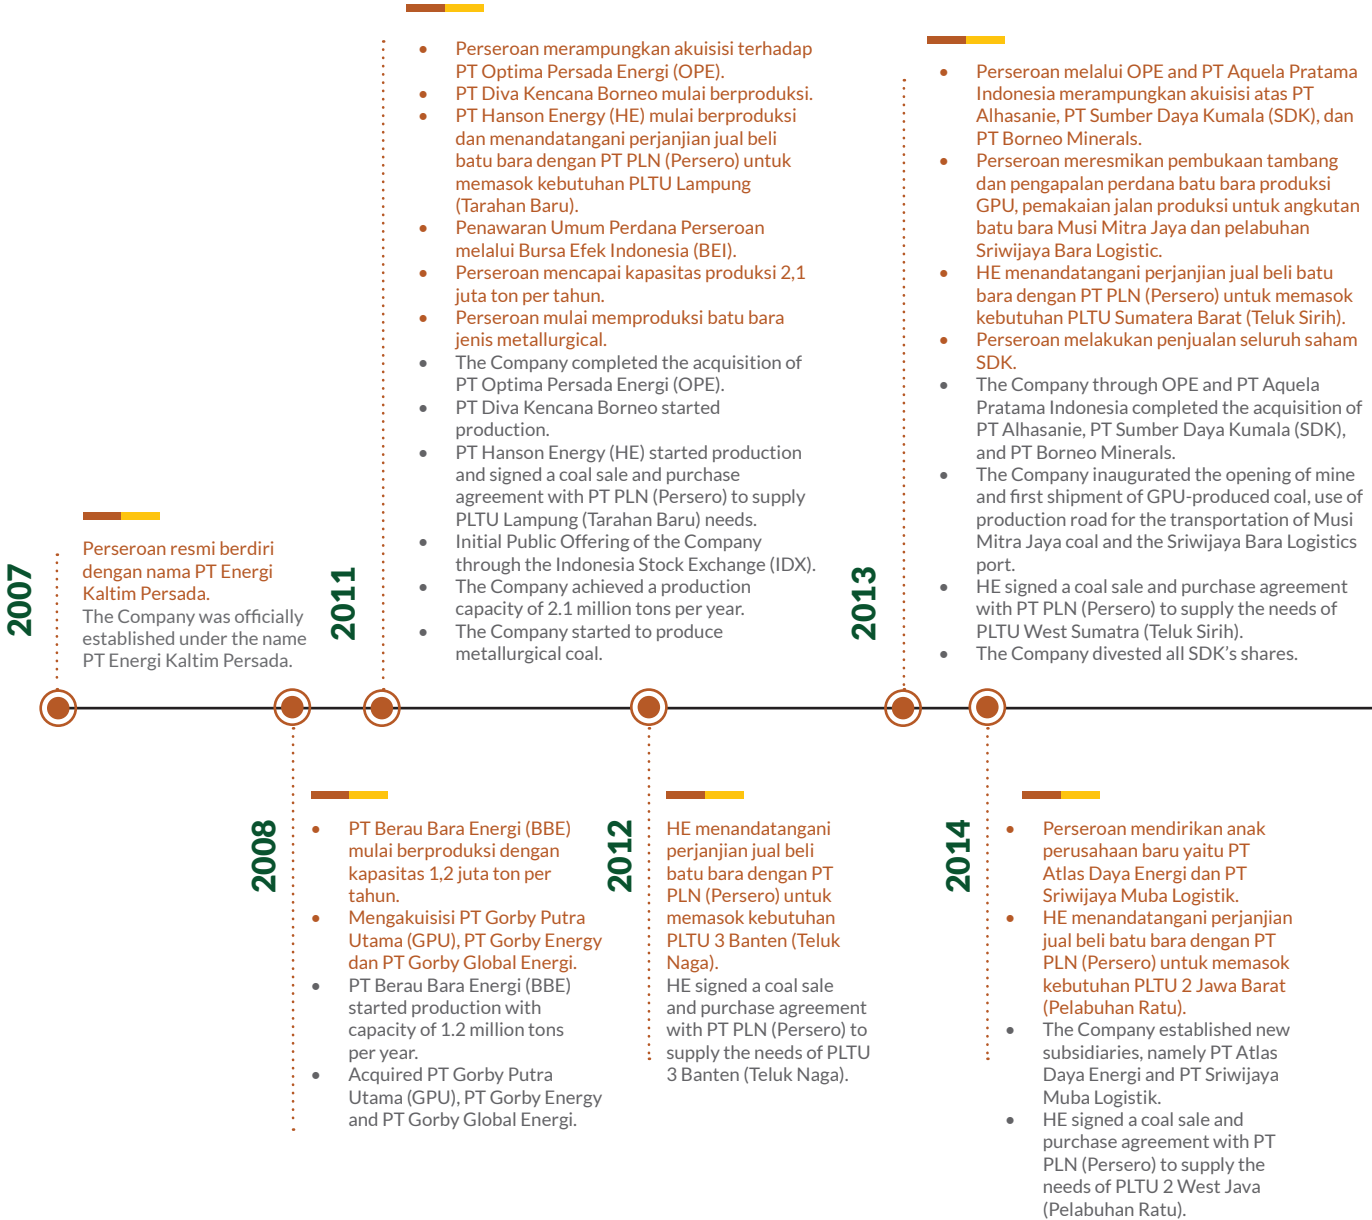 2007
Perseroan resmi berdiri
dengan nama PT Energi
Kaltim Persada.
The Company was officially
established under the name
PT Energi Kaltim Persada.
2008
• PT Berau Bara Energi (BBE)
mulai berproduksi dengan
kapasitas 1,2 juta ton per
tahun.
• Mengakuisisi PT Gorby Putra
Utama (GPU), PT Gorby Energy
dan PT Gorby Global Energi.
• PT Berau Bara Energi (BBE)
started production with
capacity of 1.2 million tons
per year.
• Acquired PT Gorby Putra
Utama (GPU), PT Gorby Energy
and PT Gorby Global Energi.
2011
• Perseroan merampungkan akuisisi terhadap
PT Optima Persada Energi (OPE).
• PT Diva Kencana Borneo mulai berproduksi.
• PT Hanson Energy (HE) mulai berproduksi
dan menandatangani perjanjian jual beli
batu bara dengan PT PLN (Persero) untuk
memasok kebutuhan PLTU Lampung
(Tarahan Baru).
• Penawaran Umum Perdana Perseroan
melalui Bursa Efek Indonesia (BEI).
• Perseroan mencapai kapasitas produksi 2,1
juta ton per tahun.
• Perseroan mulai memproduksi batu bara
jenis metallurgical.
• The Company completed the acquisition of
PT Optima Persada Energi (OPE).
• PT Diva Kencana Borneo started
production.
• PT Hanson Energy (HE) started production
and signed a coal sale and purchase
agreement with PT PLN (Persero) to supply
PLTU Lampung (Tarahan Baru) needs.
• Initial Public Offering of the Company
through the Indonesia Stock Exchange (IDX).
• The Company achieved a production
capacity of 2.1 million tons per year.
• The Company started to produce
metallurgical coal.
2012
HE menandatangani
perjanjian jual beli
batu bara dengan PT
PLN (Persero) untuk
memasok kebutuhan
PLTU 3 Banten (Teluk
Naga).
HE signed a coal sale
and purchase agreement
with PT PLN (Persero) to
supply the needs of PLTU
3 Banten (Teluk Naga).
2013
• Perseroan melalui OPE and PT Aquela Pratama
Indonesia merampungkan akuisisi atas PT
Alhasanie, PT Sumber Daya Kumala (SDK), dan
PT Borneo Minerals.
• Perseroan meresmikan pembukaan tambang
dan pengapalan perdana batu bara produksi
GPU, pemakaian jalan produksi untuk angkutan
batu bara Musi Mitra Jaya dan pelabuhan
Sriwijaya Bara Logistic.
• HE menandatangani perjanjian jual beli batu
bara dengan PT PLN (Persero) untuk memasok
kebutuhan PLTU Sumatera Barat (Teluk Sirih).
• Perseroan melakukan penjualan seluruh saham
SDK.
• The Company through OPE and PT Aquela
Pratama Indonesia completed the acquisition of
PT Alhasanie, PT Sumber Daya Kumala (SDK),
and PT Borneo Minerals.
• The Company inaugurated the opening of mine
and first shipment of GPU-produced coal, use of
production road for the transportation of Musi
Mitra Jaya coal and the Sriwijaya Bara Logistics
port.
• HE signed a coal sale and purchase agreement
with PT PLN (Persero) to supply the needs of
PLTU West Sumatra (Teluk Sirih).
• The Company divested all SDK's shares.
2014
• Perseroan mendirikan anak
perusahaan baru yaitu PT
Atlas Daya Energi dan PT
Sriwijaya Muba Logistik.
• HE menandatangani perjanjian
jual beli batu bara dengan PT
PLN (Persero) untuk memasok
kebutuhan PLTU 2 Jawa Barat
(Pelabuhan Ratu).
• The Company established new
subsidiaries, namely PT Atlas
Daya Energi and PT Sriwijaya
Muba Logistik.
• HE signed a coal sale and
purchase agreement with PT
PLN (Persero) to supply the
needs of PLTU 2 West Java
(Pelabuhan Ratu).